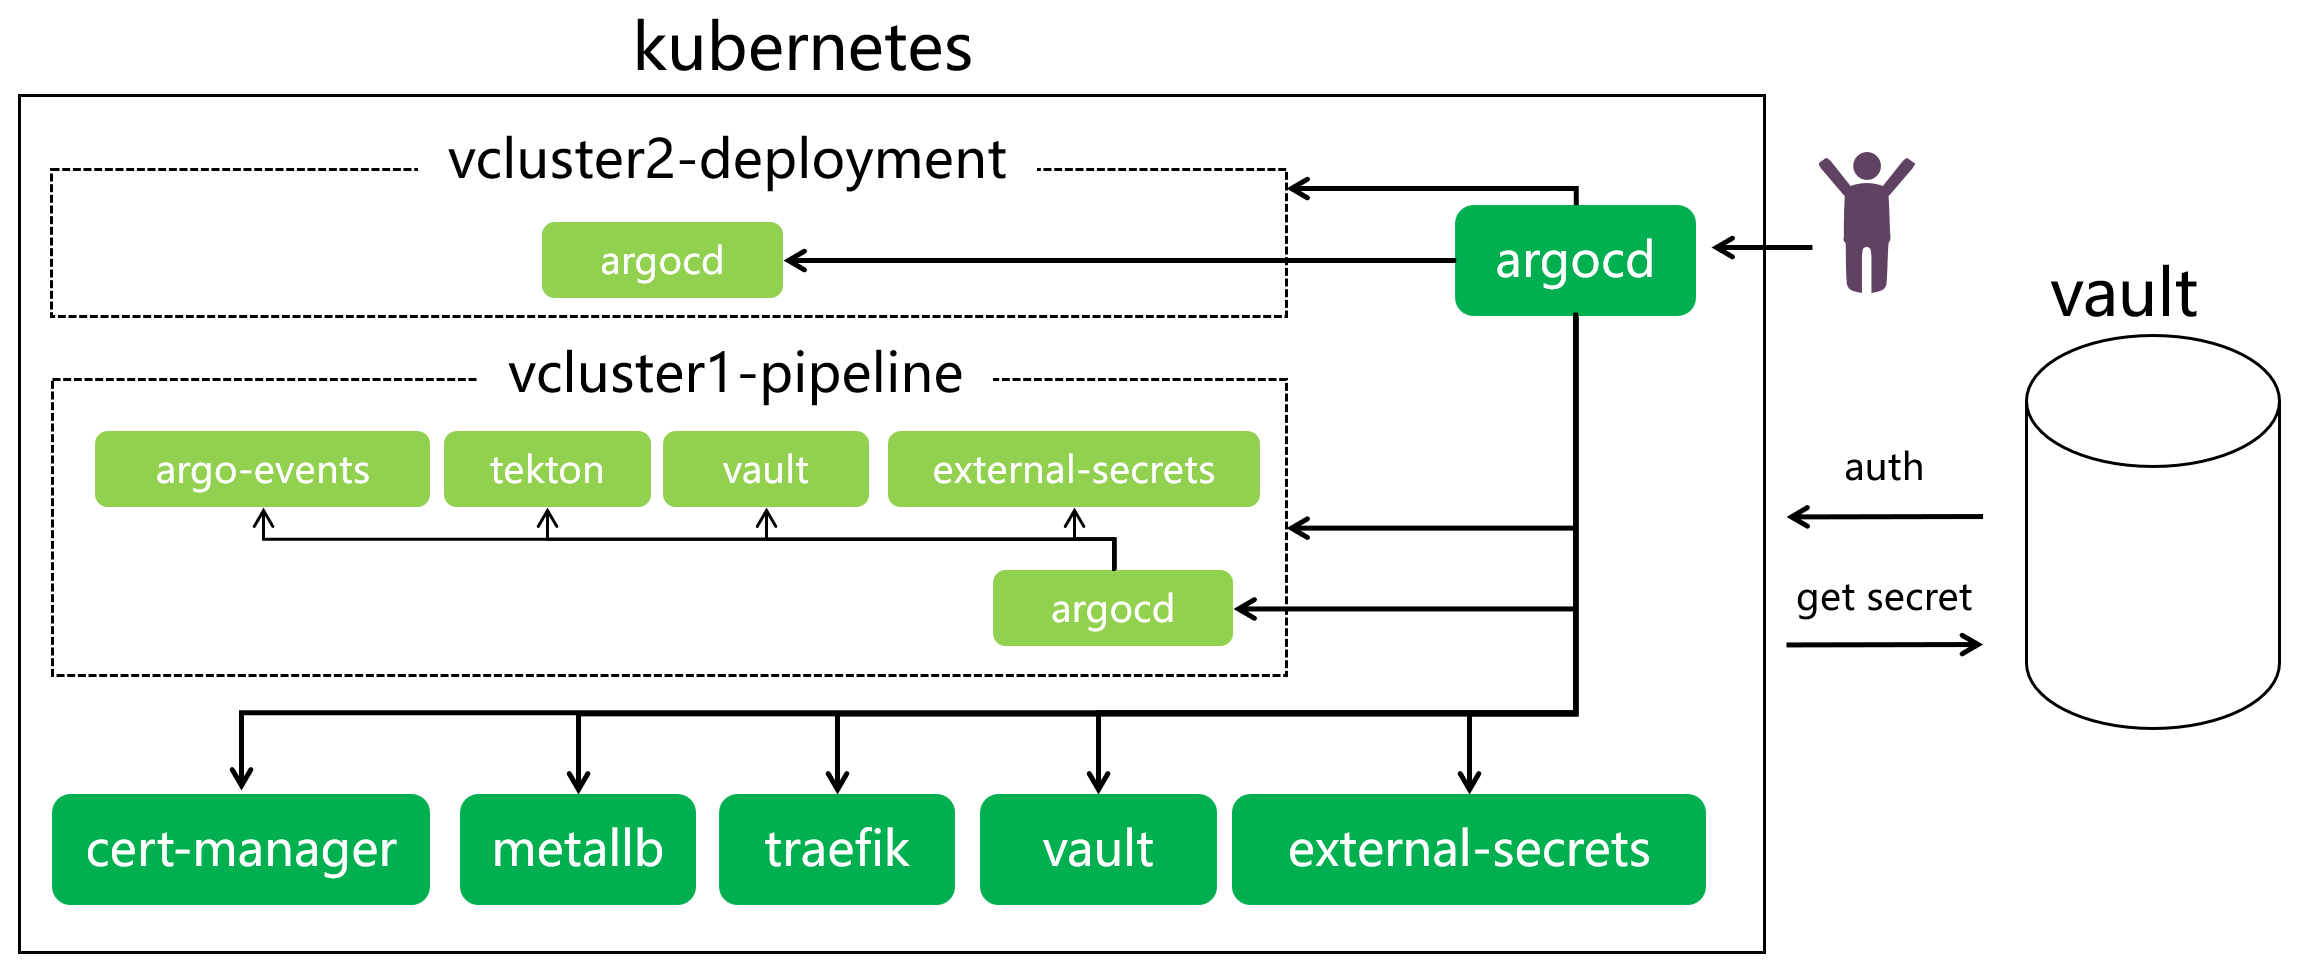 kubernetes
vcluster2-deployment
argocd
argocd
vault
vcluster1-pipeline
argo-events
tekton
vault
external-secrets
auth
get secret
argocd
cert-manager
metallb
traefik
vault
external-secrets